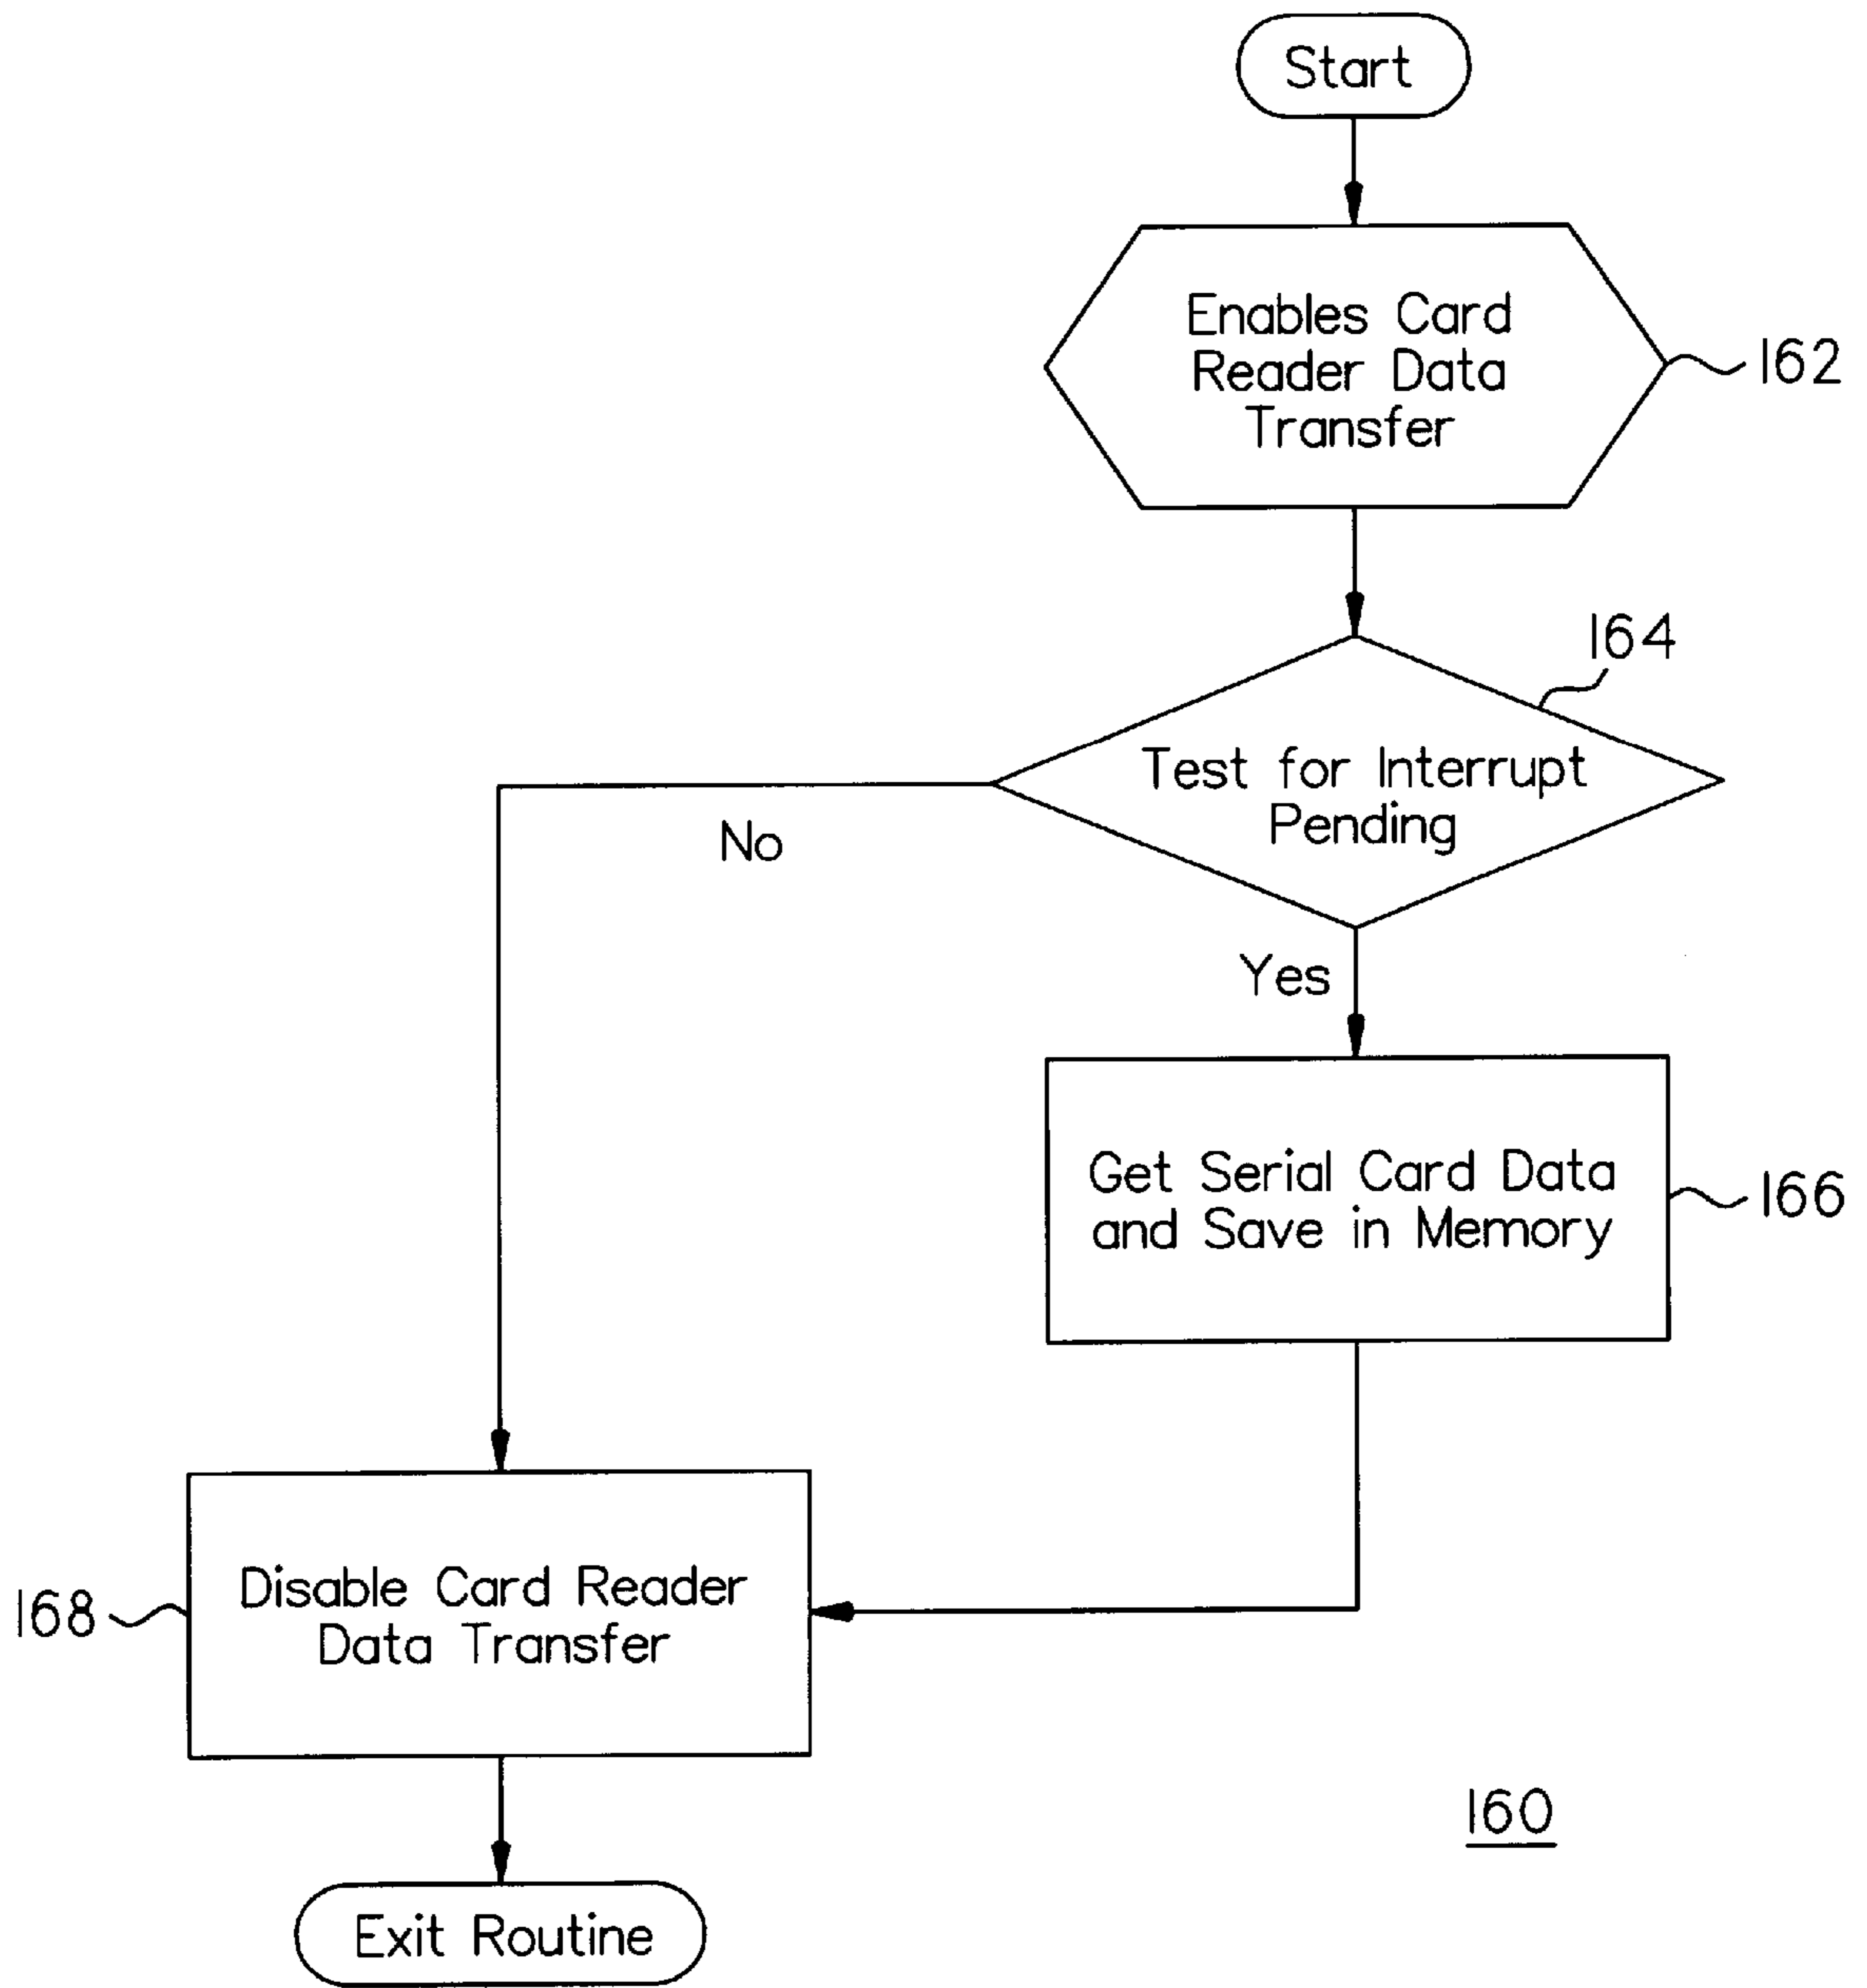 Start
Enables Card
Reader Data
Transfer
162
164
Test for Interrupt
Pending
No
Yes
Get Serial Card Data
and Save in Memory
166
Disable Card Reader
Data Transfer
168
160
Exit Routine